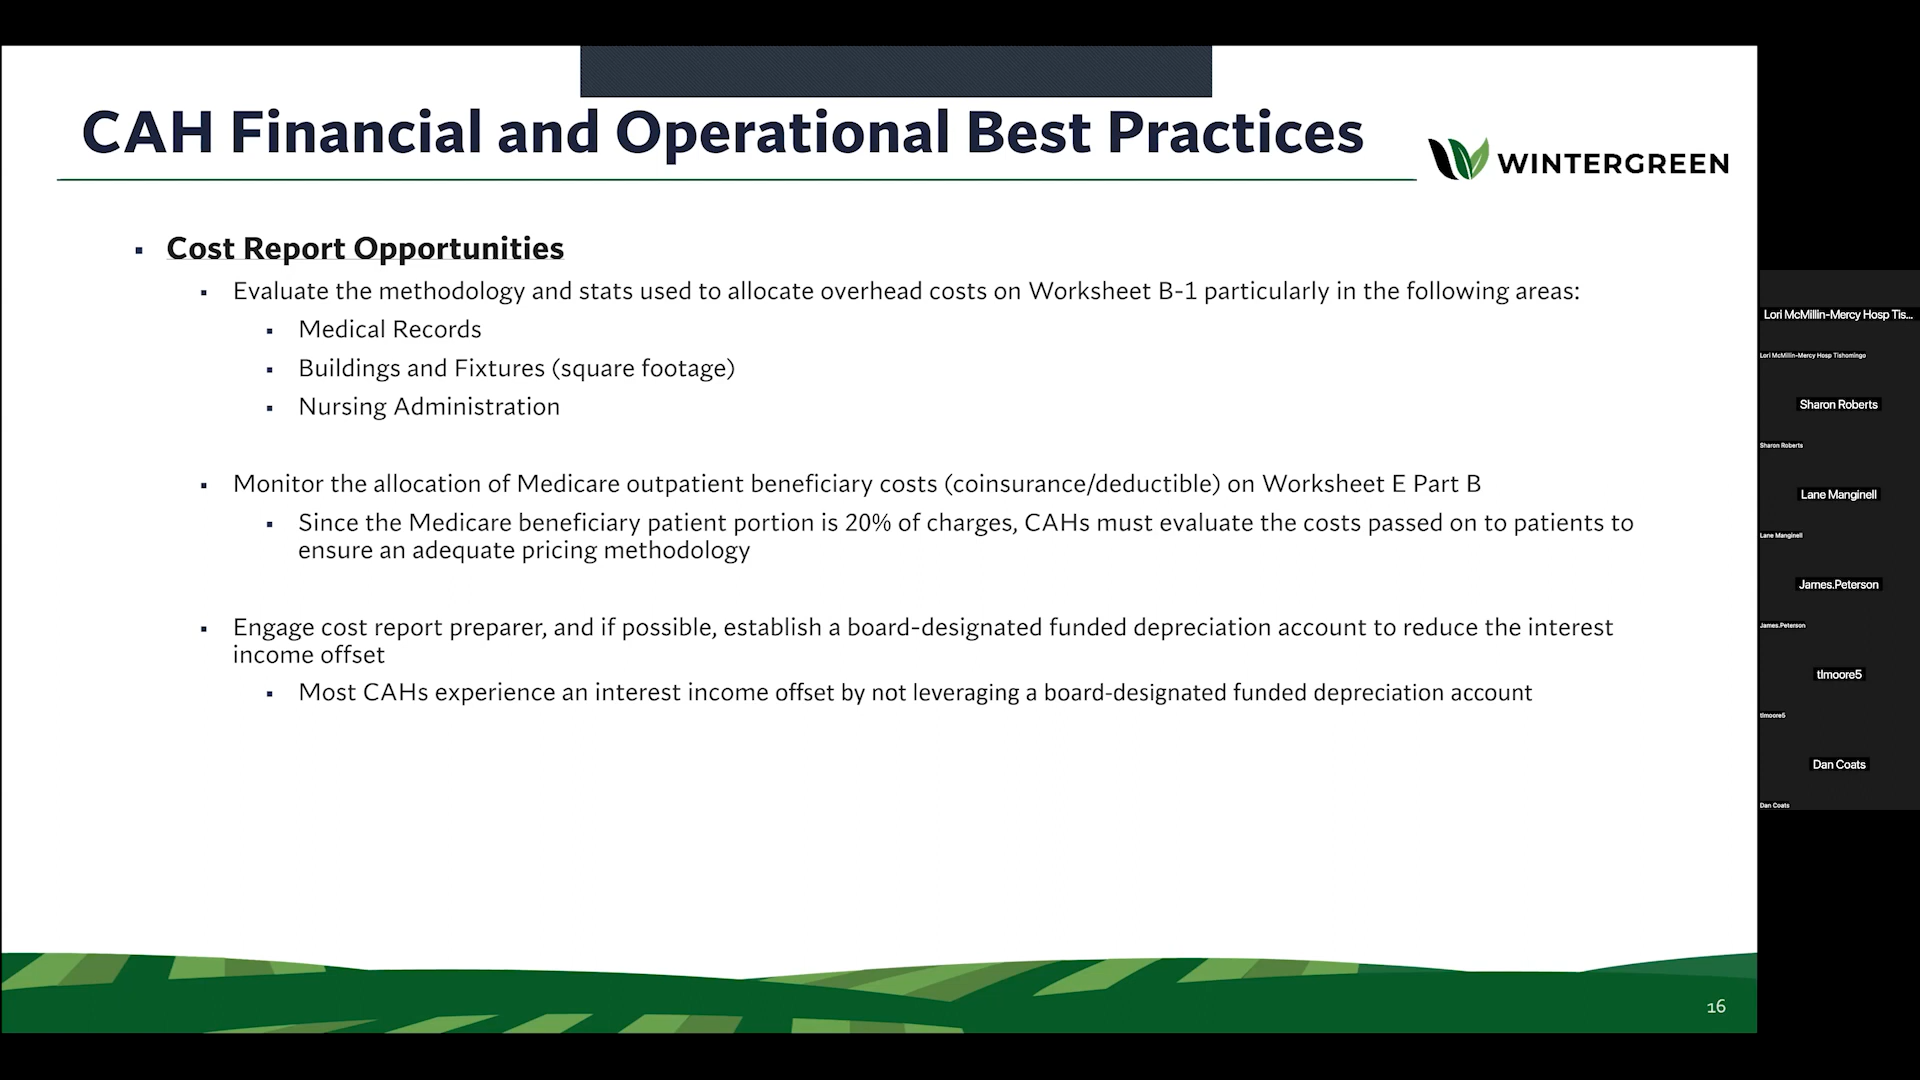 CAH Financial and Operational Best Practices
WINTERGREEN
▪ Cost Report Opportunities
▪ Evaluate the methodology and stats used to allocate overhead costs on Worksheet B-1 particularly in the following areas:
▪ Medical Records
▪ Buildings and Fixtures (square footage)
▪ Nursing Administration
▪ Monitor the allocation of Medicare outpatient beneficiary costs (coinsurance/deductible) on Worksheet E Part B
▪ Since the Medicare beneficiary patient portion is 20% of charges, CAHs must evaluate the costs passed on to patients to
ensure an adequate pricing methodology
▪ Engage cost report preparer, and if possible, establish a board-designated funded depreciation account to reduce the interest
income offset
▪ Most CAHs experience an interest income offset by not leveraging a board-designated funded depreciation account
16
Lori McMillin-Mercy Hosp Tis...
Lori McMillin-Mercy Hosp Tishomingo
Sharon Roberts
Sharon Roberts
Lane Manginell
Lane Manginell
James.Peterson
James.Peterson
tlmoore5
tlmoore5
Dan Coats
Dan Coats